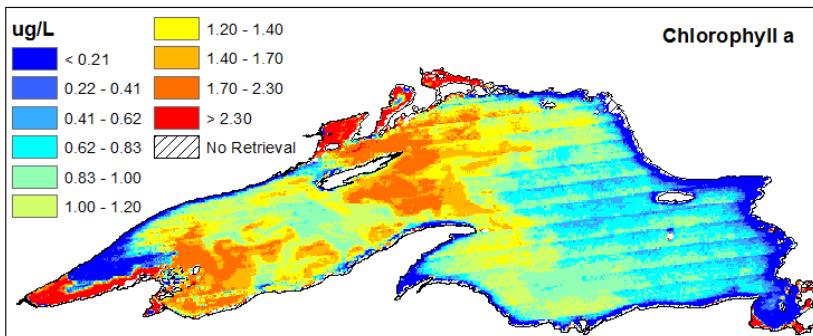 ug/L
< 0.21
0.22 - 0.41
0.41 - 0.62
0.62 - 0.83
0.83 - 1.00
1.00 - 1.20
1.20 - 1.40
1.40 - 1.70
1.70 - 2.30
> 2.30
No Retrieval
Chlorophyll a